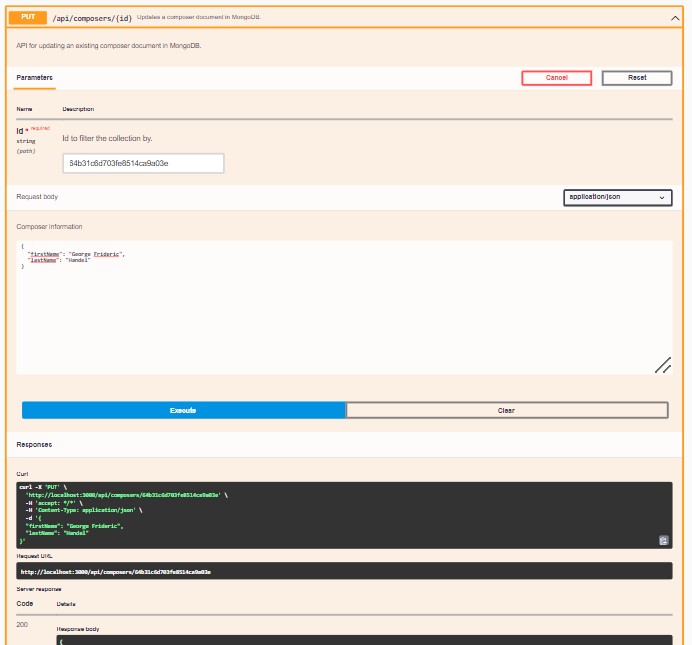 PUT /api/composers/{id} Updates a composer document in MongoDB.
API for updating an existing composer document in MongoDB.
Parameters Cancel Reset
Name Description
id * required
string
(path)
Id to filter the collection by.
64b31c6d703fe8514ca9a03e
Request body application/json
Composer information
{
"firstName": "George Frideric",
"lastName": "Handel"
}
Execute Clear
Responses
Curl
curl -X 'PUT' \
'http://localhost:3000/api/composers/64b31c6d703fe8514ca9a03e' \
-H 'accept: */*' \
-H 'Content-Type: application/json' \
-d '{
"firstName": "George Frideric",
"lastName": "Handel"
}'
Request URL
http://localhost:3000/api/composers/64b31c6d703fe8514ca9a03e
Server response
Code Details
200
Response body
{